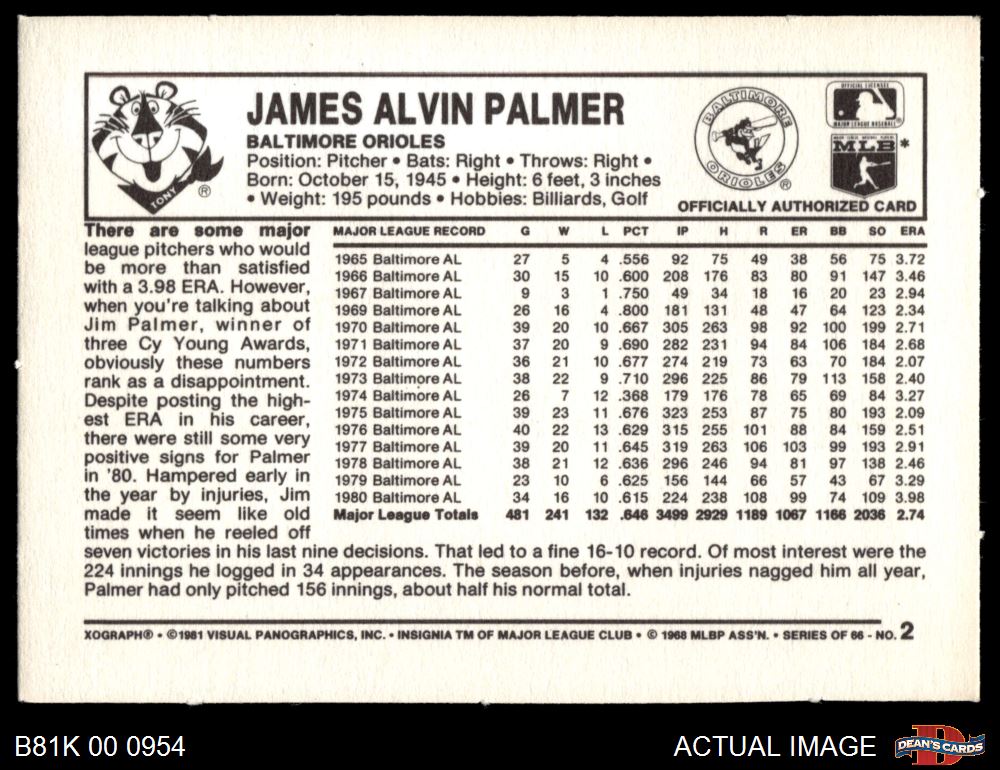 JAMES ALVIN PALMER
BALTIMORE ORIOLES
Position: Pitcher • Bats: Right • Throws: Right •
Born: October 15, 1945 • Height: 6 feet, 3 inches
• Weight: 195 pounds • Hobbies: Billiards, Golf
TONY ®
BALTIMORE
ORIOLES ®
OFFICIAL LICENSEE
MAJOR LEAGUE BASEBALL
MLB *
OFFICIALLY AUTHORIZED CARD
There are some major
league pitchers who would
be more than satisfied
with a 3.98 ERA. However,
when you're talking about
Jim Palmer, winner of
three Cy Young Awards,
obviously these numbers
rank as a disappointment.
Despite posting the high-
est ERA in his career,
there were still some very
positive signs for Palmer
in '80. Hampered early in
the year by injuries, Jim
made it seem like old
times when he reeled off
seven victories in his last nine decisions. That led to a fine 16-10 record. Of most interest were the
224 innings he logged in 34 appearances. The season before, when injuries nagged him all year,
Palmer had only pitched 156 innings, about half his normal total.
MAJOR LEAGUE RECORD G W L PCT IP H R ER BB SO ERA
1965 Baltimore AL 27 5 4 .556 92 75 49 38 56 75 3.72
1966 Baltimore AL 30 15 10 .600 208 176 83 80 91 147 3.46
1967 Baltimore AL 9 3 1 .750 49 34 18 16 20 23 2.94
1969 Baltimore AL 26 16 4 .800 181 131 48 47 64 123 2.34
1970 Baltimore AL 39 20 10 .667 305 263 98 92 100 199 2.71
1971 Baltimore AL 37 20 9 .690 282 231 94 84 106 184 2.68
1972 Baltimore AL 36 21 10 .677 274 219 73 63 70 184 2.07
1973 Baltimore AL 38 22 9 .710 296 225 86 79 113 158 2.40
1974 Baltimore AL 26 7 12 .368 179 176 78 65 69 84 3.27
1975 Baltimore AL 39 23 11 .676 323 253 87 75 80 193 2.09
1976 Baltimore AL 40 22 13 .629 315 255 101 88 84 159 2.51
1977 Baltimore AL 39 20 11 .645 319 263 106 103 99 193 2.91
1978 Baltimore AL 38 21 12 .636 296 246 94 81 97 138 2.46
1979 Baltimore AL 23 10 6 .625 156 144 66 57 43 67 3.29
1980 Baltimore AL 34 16 10 .615 224 238 108 99 74 109 3.98
Major League Totals 481 241 132 .646 3499 2929 1189 1067 1166 2036 2.74
XOGRAPH® • ©1981 VISUAL PANOGRAPHICS, INC. • INSIGNIA TM OF MAJOR LEAGUE CLUB • © 1968 MLBP ASS'N. • SERIES OF 66 - NO. 2
B81K 00 0954
ACTUAL IMAGE
DEAN'S CARDS